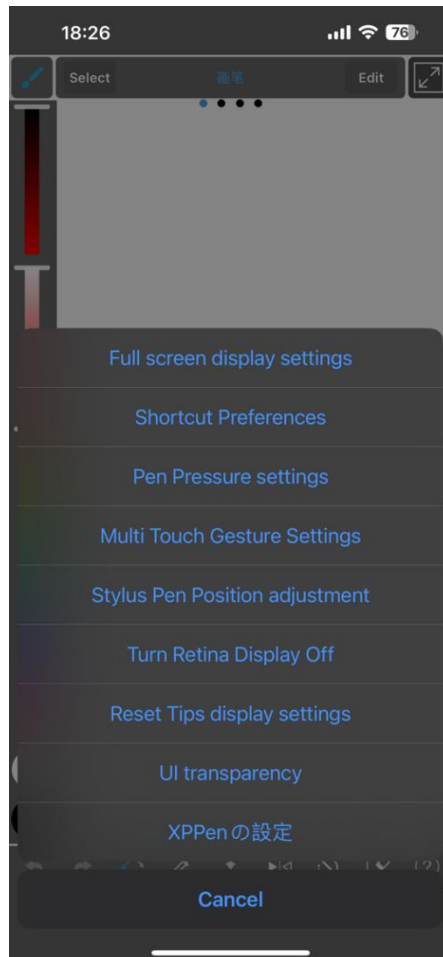 18:26
76
Select
画笔
Edit
Full screen display settings
Shortcut Preferences
Pen Pressure settings
Multi Touch Gesture Settings
Stylus Pen Position adjustment
Turn Retina Display Off
Reset Tips display settings
UI transparency
XPPenの設定
(?)
Cancel